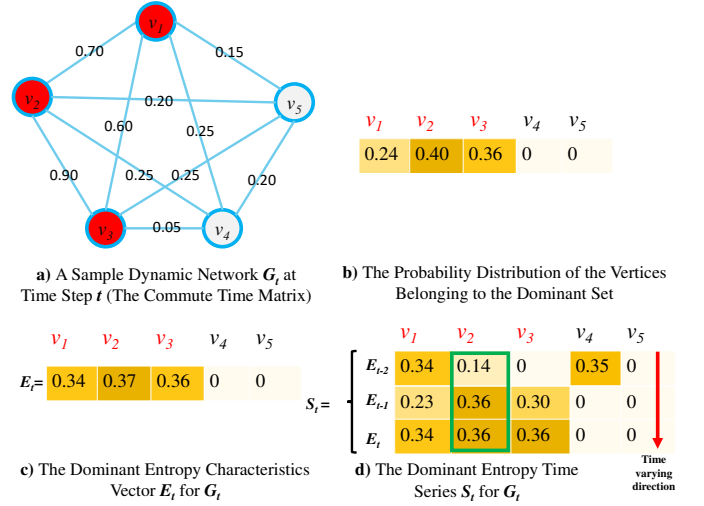 v1
0.70
0.15
v2
0.20
v5
0.60
0.25
0.90
0.25
0.25
0.20
v3
0.05
v4
a) A Sample Dynamic Network Gt at
Time Step t (The Commute Time Matrix)
v1 v2 v3 v4 v5
0.24 0.40 0.36 0 0
b) The Probability Distribution of the Vertices
Belonging to the Dominant Set
v1 v2 v3 v4 v5
Et= 0.34 0.37 0.36 0 0
c) The Dominant Entropy Characteristics
Vector Et for Gt
v1 v2 v3 v4 v5
Et-2 0.34 0.14 0 0.35 0
St = Et-1 0.23 0.36 0.30 0 0
Et 0.34 0.36 0.36 0 0
Time
varying
direction
d) The Dominant Entropy Time
Series St for Gt